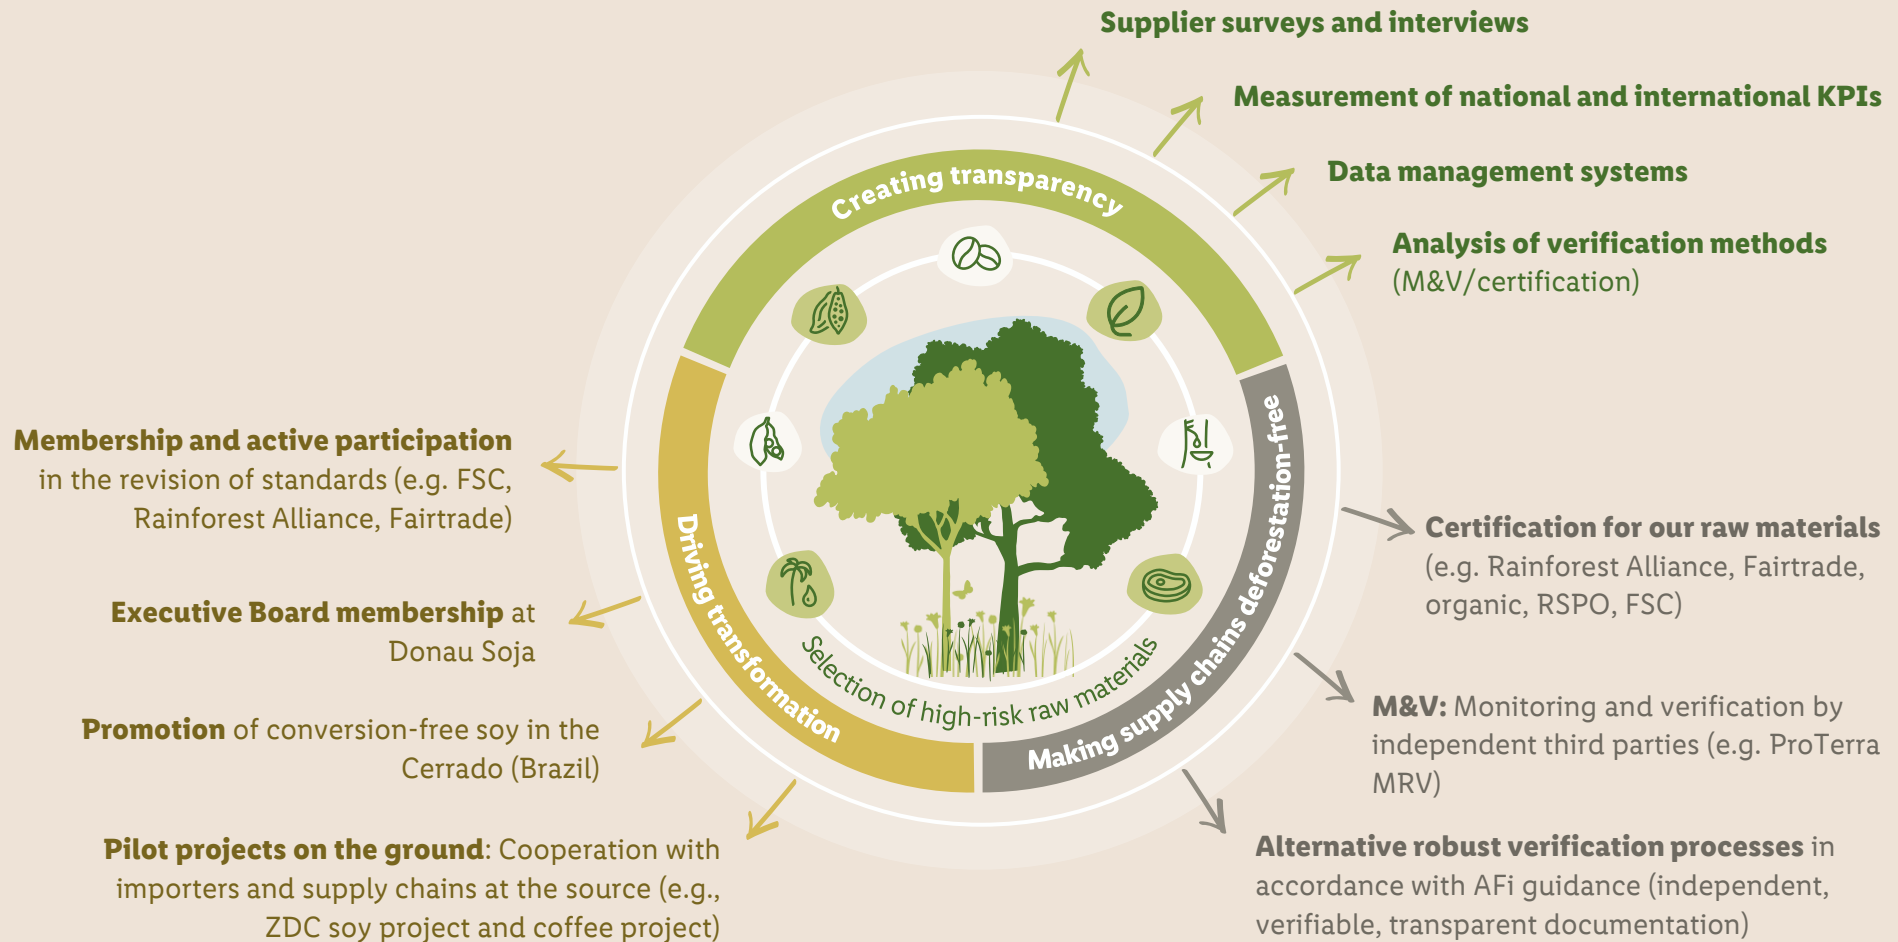 Supplier surveys and interviews
Measurement of national and international KPIs
Data management systems
Analysis of verification methods
(M&V/certification)
Creating transparency
Making supply chains deforestation-free
Driving transformation
Selection of high-risk raw materials
Membership and active participation
in the revision of standards (e.g. FSC,
Rainforest Alliance, Fairtrade)
Executive Board membership at
Donau Soja
Promotion of conversion-free soy in the
Cerrado (Brazil)
Pilot projects on the ground: Cooperation with
importers and supply chains at the source (e.g.,
ZDC soy project and coffee project)
Certification for our raw materials
(e.g. Rainforest Alliance, Fairtrade,
organic, RSPO, FSC)
M&V: Monitoring and verification by
independent third parties (e.g. ProTerra
MRV)
Alternative robust verification processes in
accordance with AFi guidance (independent,
verifiable, transparent documentation)